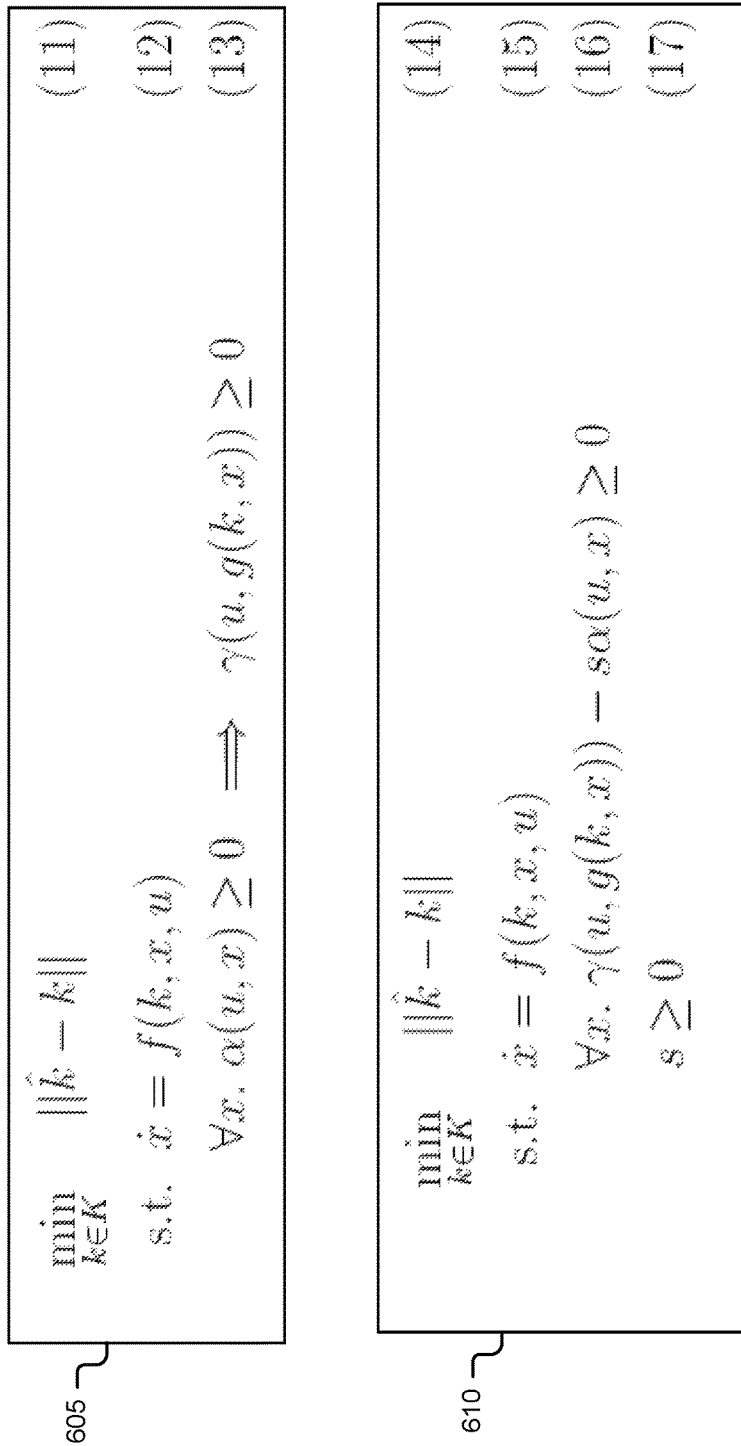 min k∈K ||k̂ − k|| (11)
s.t. ẋ = f(k, x, u) (12)
∀x. α(u, x) ≥ 0 ⟹ γ(u, g(k, x)) ≥ 0 (13)
605
min k∈K ||k̂ − k|| (14)
s.t. ẋ = f(k, x, u) (15)
∀x. γ(u, g(k, x)) − sα(u, x) ≥ 0 (16)
s ≥ 0 (17)
610